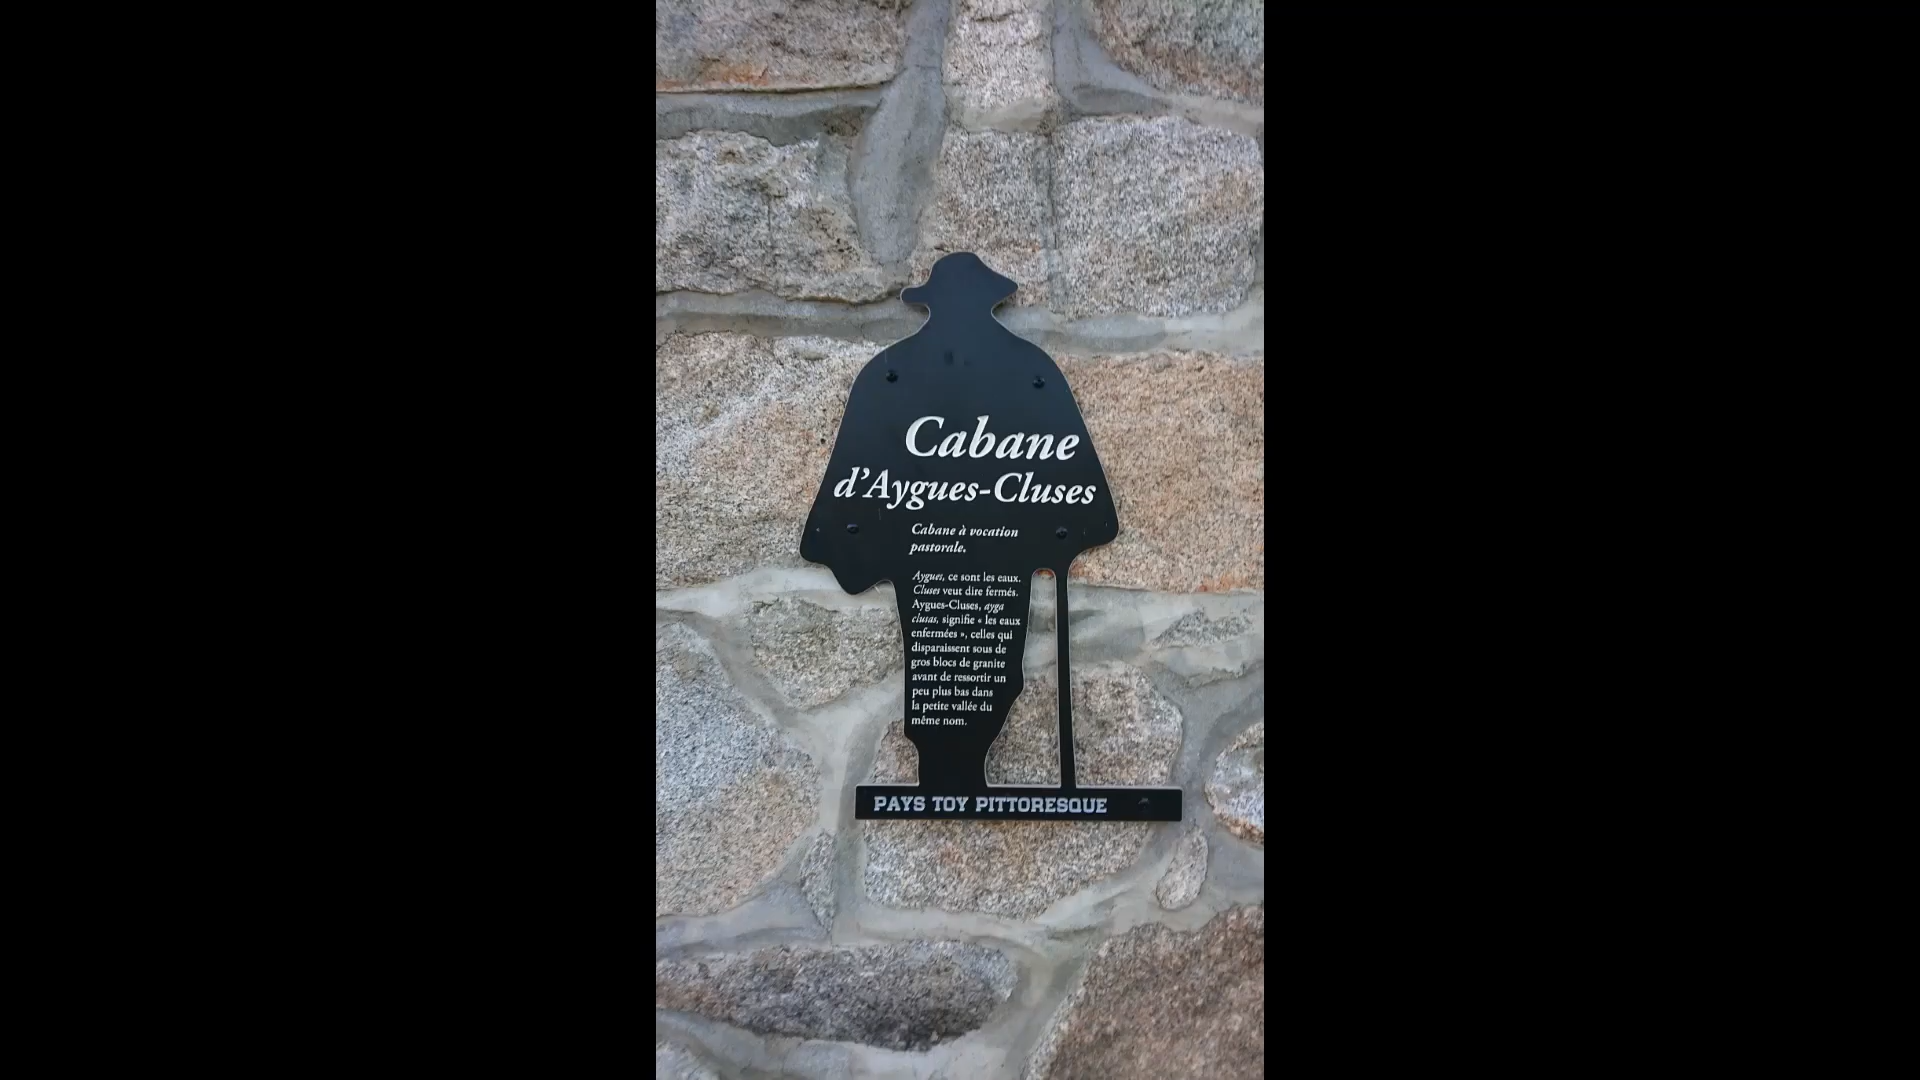 Cabane
d'Aygues-Cluses
Cabane à vocation
pastorale.
Aygues, ce sont les eaux.
Cluses veut dire fermés.
Aygues-Cluses, ayga
clusas, signifie « les eaux
enfermées », celles qui
disparaissent sous de
gros blocs de granite
avant de ressortir un
peu plus bas dans
la petite vallée du
même nom.
PAYS TOY PITTORESQUE